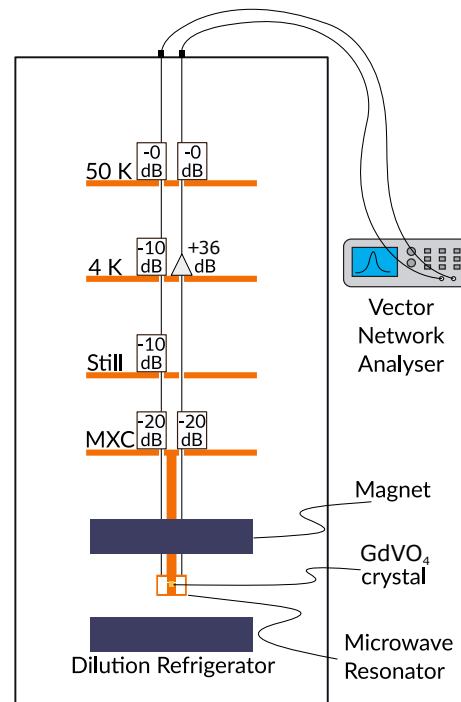 -0
dB
-0
dB
50 K
-10
dB
+36
dB
4 K
-10
dB
Still
-20
dB
-20
dB
MXC
Vector
Network
Analyser
Magnet
GdVO₄
crystal
Microwave
Resonator
Dilution Refrigerator